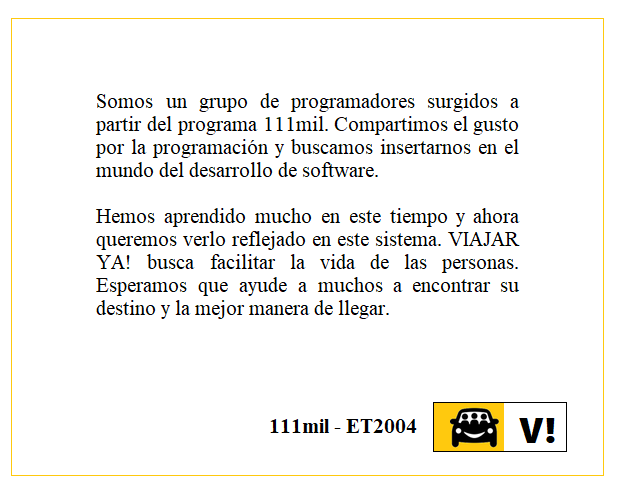 Somos un grupo de programadores surgidos a
partir del programa 111mil. Compartimos el gusto
por la programación y buscamos insertarnos en el
mundo del desarrollo de software.
Hemos aprendido mucho en este tiempo y ahora
queremos verlo reflejado en este sistema. VIAJAR
YA! busca facilitar la vida de las personas.
Esperamos que ayude a muchos a encontrar su
destino y la mejor manera de llegar.
111mil - ET2004
V!